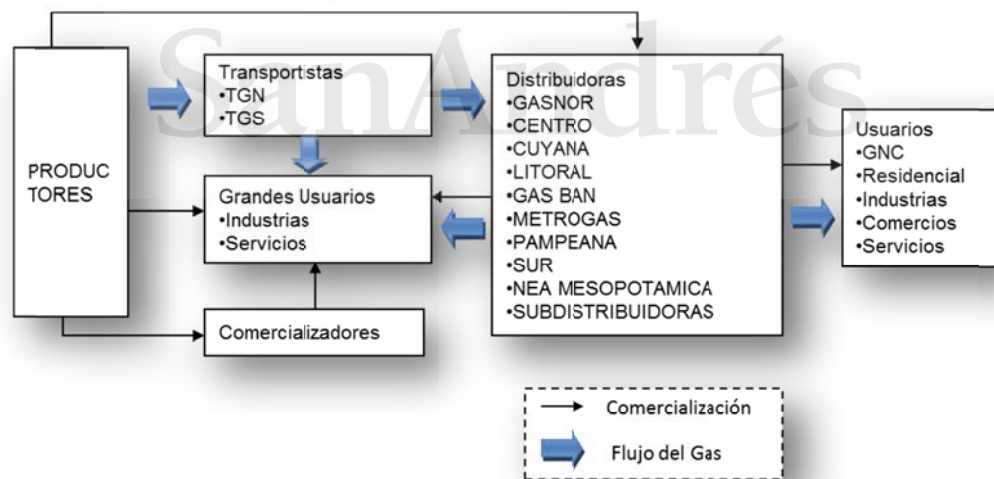 SanAndrés
PRODUC
TORES
Transportistas
•TGN
•TGS
Grandes Usuarios
•Industrias
•Servicios
Comercializadores
Distribuidoras
•GASNOR
•CENTRO
•CUYANA
•LITORAL
•GAS BAN
•METROGAS
•PAMPEANA
•SUR
•NEA MESOPOTAMICA
•SUBDISTRIBUIDORAS
Usuarios
•GNC
•Residencial
•Industrias
•Comercios
•Servicios
Comercialización
Flujo del Gas